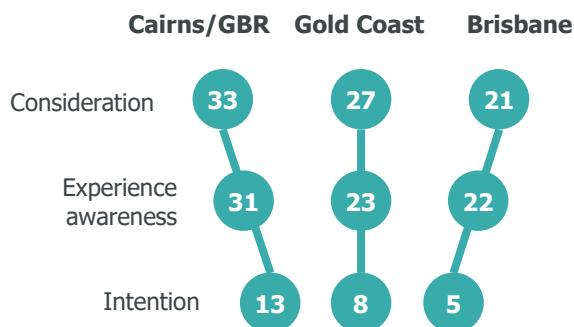 Cairns/GBR Gold Coast Brisbane
Consideration 33 27 21
Experience
awareness 31 23 22
Intention 13 8 5